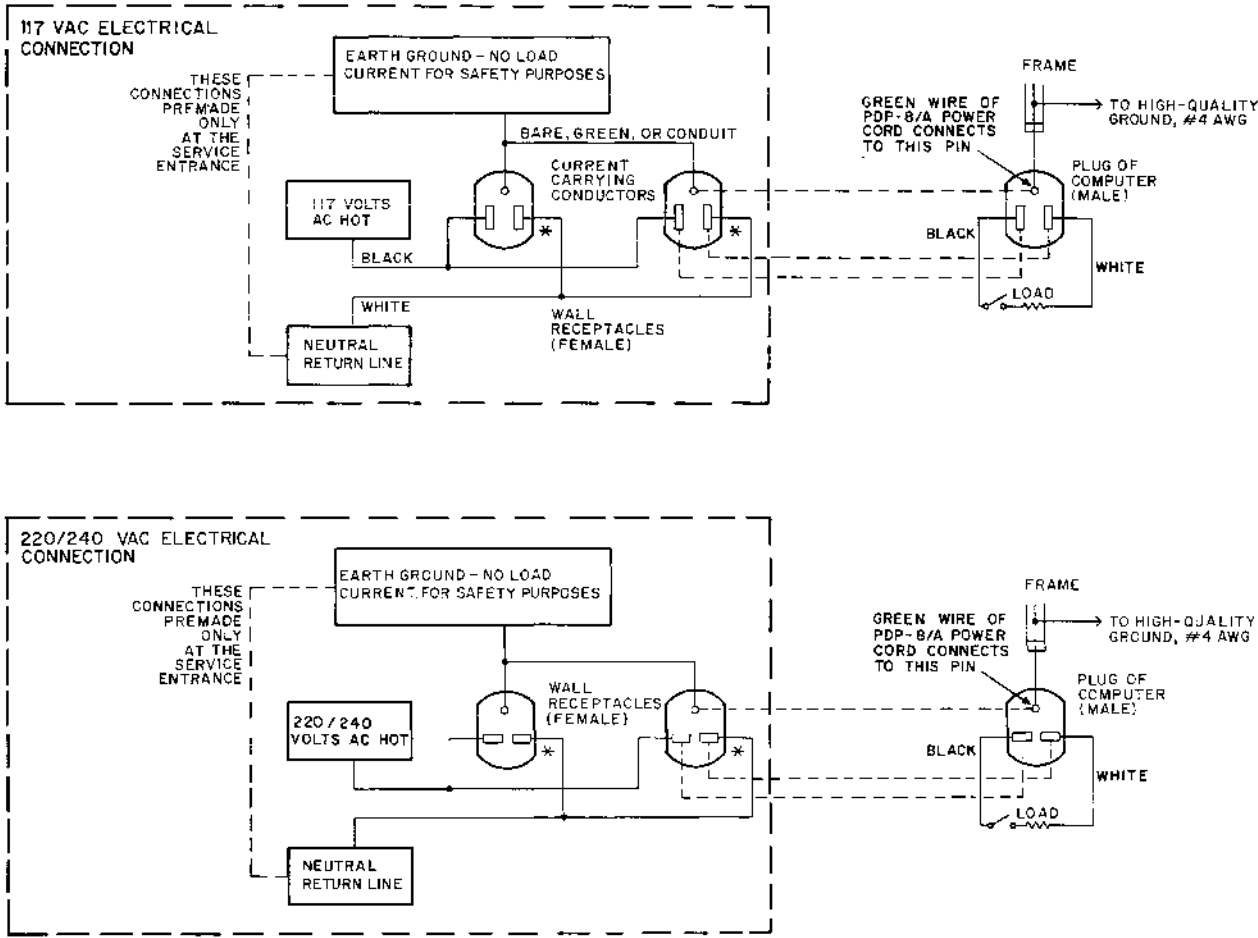 117 VAC ELECTRICAL
CONNECTION
EARTH GROUND - NO LOAD
CURRENT FOR SAFETY PURPOSES
THESE
CONNECTIONS
PREMADE
ONLY
AT THE
SERVICE
ENTRANCE
BARE, GREEN, OR CONDUIT
CURRENT
CARRYING
CONDUCTORS
117 VOLTS
AC HOT
*
*
BLACK
WHITE
NEUTRAL
RETURN LINE
WALL
RECEPTACLES
(FEMALE)
FRAME
GREEN WIRE OF
PDP-8/A POWER
CORD CONNECTS
TO THIS PIN
TO HIGH-QUALITY
GROUND, #4 AWG
PLUG OF
COMPUTER
(MALE)
BLACK
WHITE
LOAD
220/240 VAC ELECTRICAL
CONNECTION
EARTH GROUND - NO LOAD
CURRENT, FOR SAFETY PURPOSES
THESE
CONNECTIONS
PREMADE
ONLY
AT THE
SERVICE
ENTRANCE
WALL
RECEPTACLES
(FEMALE)
220/240
VOLTS AC HOT
*
*
NEUTRAL
RETURN LINE
FRAME
GREEN WIRE OF
PDP-8/A POWER
CORD CONNECTS
TO THIS PIN
TO HIGH-QUALITY
GROUND, #4 AWG
PLUG OF
COMPUTER
(MALE)
BLACK
WHITE
LOAD